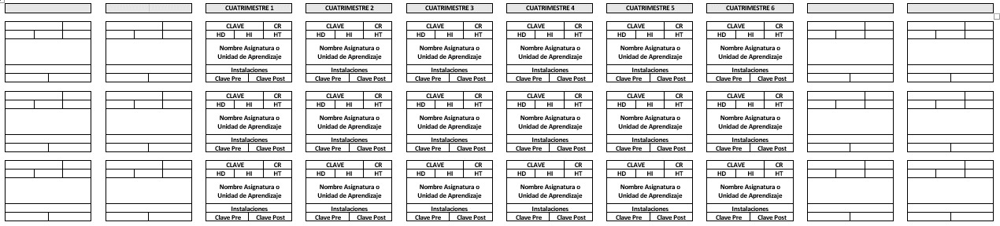 CUATRIMESTRE 1 CUATRIMESTRE 2 CUATRIMESTRE 3 CUATRIMESTRE 4 CUATRIMESTRE 5 CUATRIMESTRE 6
CLAVE CR CLAVE CR CLAVE CR CLAVE CR CLAVE CR CLAVE CR
HD HI HT HD HI HT HD HI HT HD HI HT HD HI HT HD HI HT
Nombre Asignatura o Nombre Asignatura o Nombre Asignatura o Nombre Asignatura o Nombre Asignatura o Nombre Asignatura o
Unidad de Aprendizaje Unidad de Aprendizaje Unidad de Aprendizaje Unidad de Aprendizaje Unidad de Aprendizaje Unidad de Aprendizaje
Instalaciones Instalaciones Instalaciones Instalaciones Instalaciones Instalaciones
Clave Pre Clave Post Clave Pre Clave Post Clave Pre Clave Post Clave Pre Clave Post Clave Pre Clave Post Clave Pre Clave Post
CLAVE CR CLAVE CR CLAVE CR CLAVE CR CLAVE CR CLAVE CR
HD HI HT HD HI HT HD HI HT HD HI HT HD HI HT HD HI HT
Nombre Asignatura o Nombre Asignatura o Nombre Asignatura o Nombre Asignatura o Nombre Asignatura o Nombre Asignatura o
Unidad de Aprendizaje Unidad de Aprendizaje Unidad de Aprendizaje Unidad de Aprendizaje Unidad de Aprendizaje Unidad de Aprendizaje
Instalaciones Instalaciones Instalaciones Instalaciones Instalaciones Instalaciones
Clave Pre Clave Post Clave Pre Clave Post Clave Pre Clave Post Clave Pre Clave Post Clave Pre Clave Post Clave Pre Clave Post
CLAVE CR CLAVE CR CLAVE CR CLAVE CR CLAVE CR CLAVE CR
HD HI HT HD HI HT HD HI HT HD HI HT HD HI HT HD HI HT
Nombre Asignatura o Nombre Asignatura o Nombre Asignatura o Nombre Asignatura o Nombre Asignatura o Nombre Asignatura o
Unidad de Aprendizaje Unidad de Aprendizaje Unidad de Aprendizaje Unidad de Aprendizaje Unidad de Aprendizaje Unidad de Aprendizaje
Instalaciones Instalaciones Instalaciones Instalaciones Instalaciones Instalaciones
Clave Pre Clave Post Clave Pre Clave Post Clave Pre Clave Post Clave Pre Clave Post Clave Pre Clave Post Clave Pre Clave Post